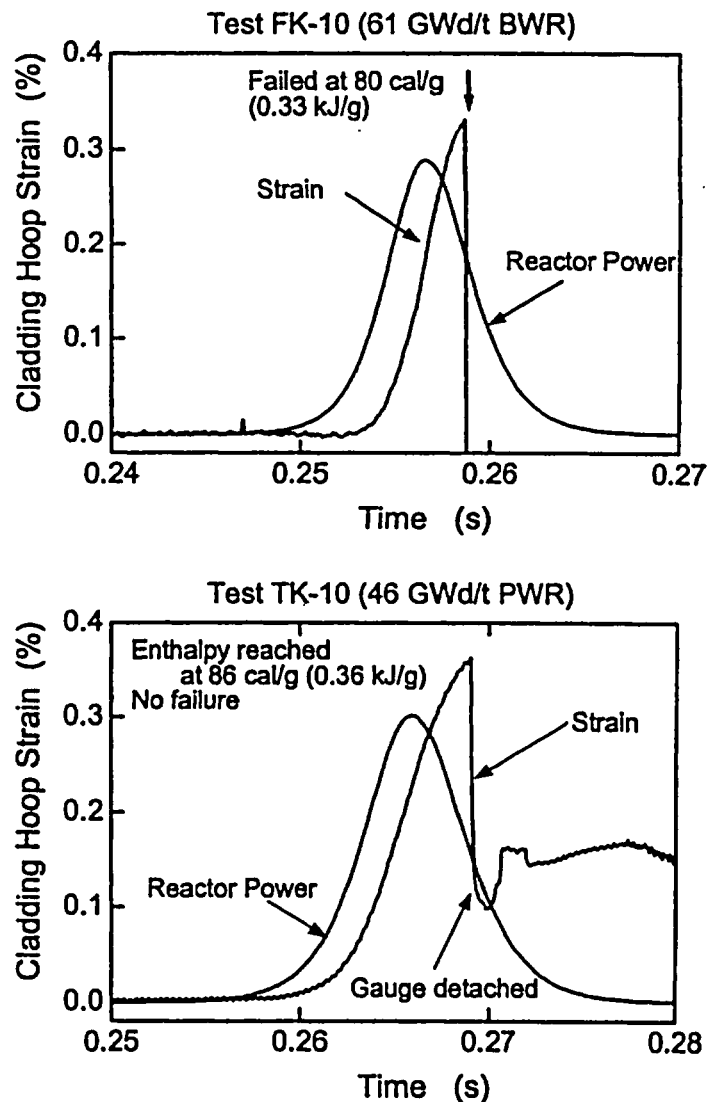 Test FK-10 (61 GWd/t BWR)
Cladding Hoop Strain (%)
0.4
0.3
0.2
0.1
0.0
Failed at 80 cal/g
(0.33 kJ/g)
Strain
Reactor Power
0.24
0.25
0.26
0.27
Time (s)
Test TK-10 (46 GWd/t PWR)
Cladding Hoop Strain (%)
0.4
0.3
0.2
0.1
0.0
Enthalpy reached
at 86 cal/g (0.36 kJ/g)
No failure
Strain
Reactor Power
Gauge detached
0.25
0.26
0.27
0.28
Time (s)